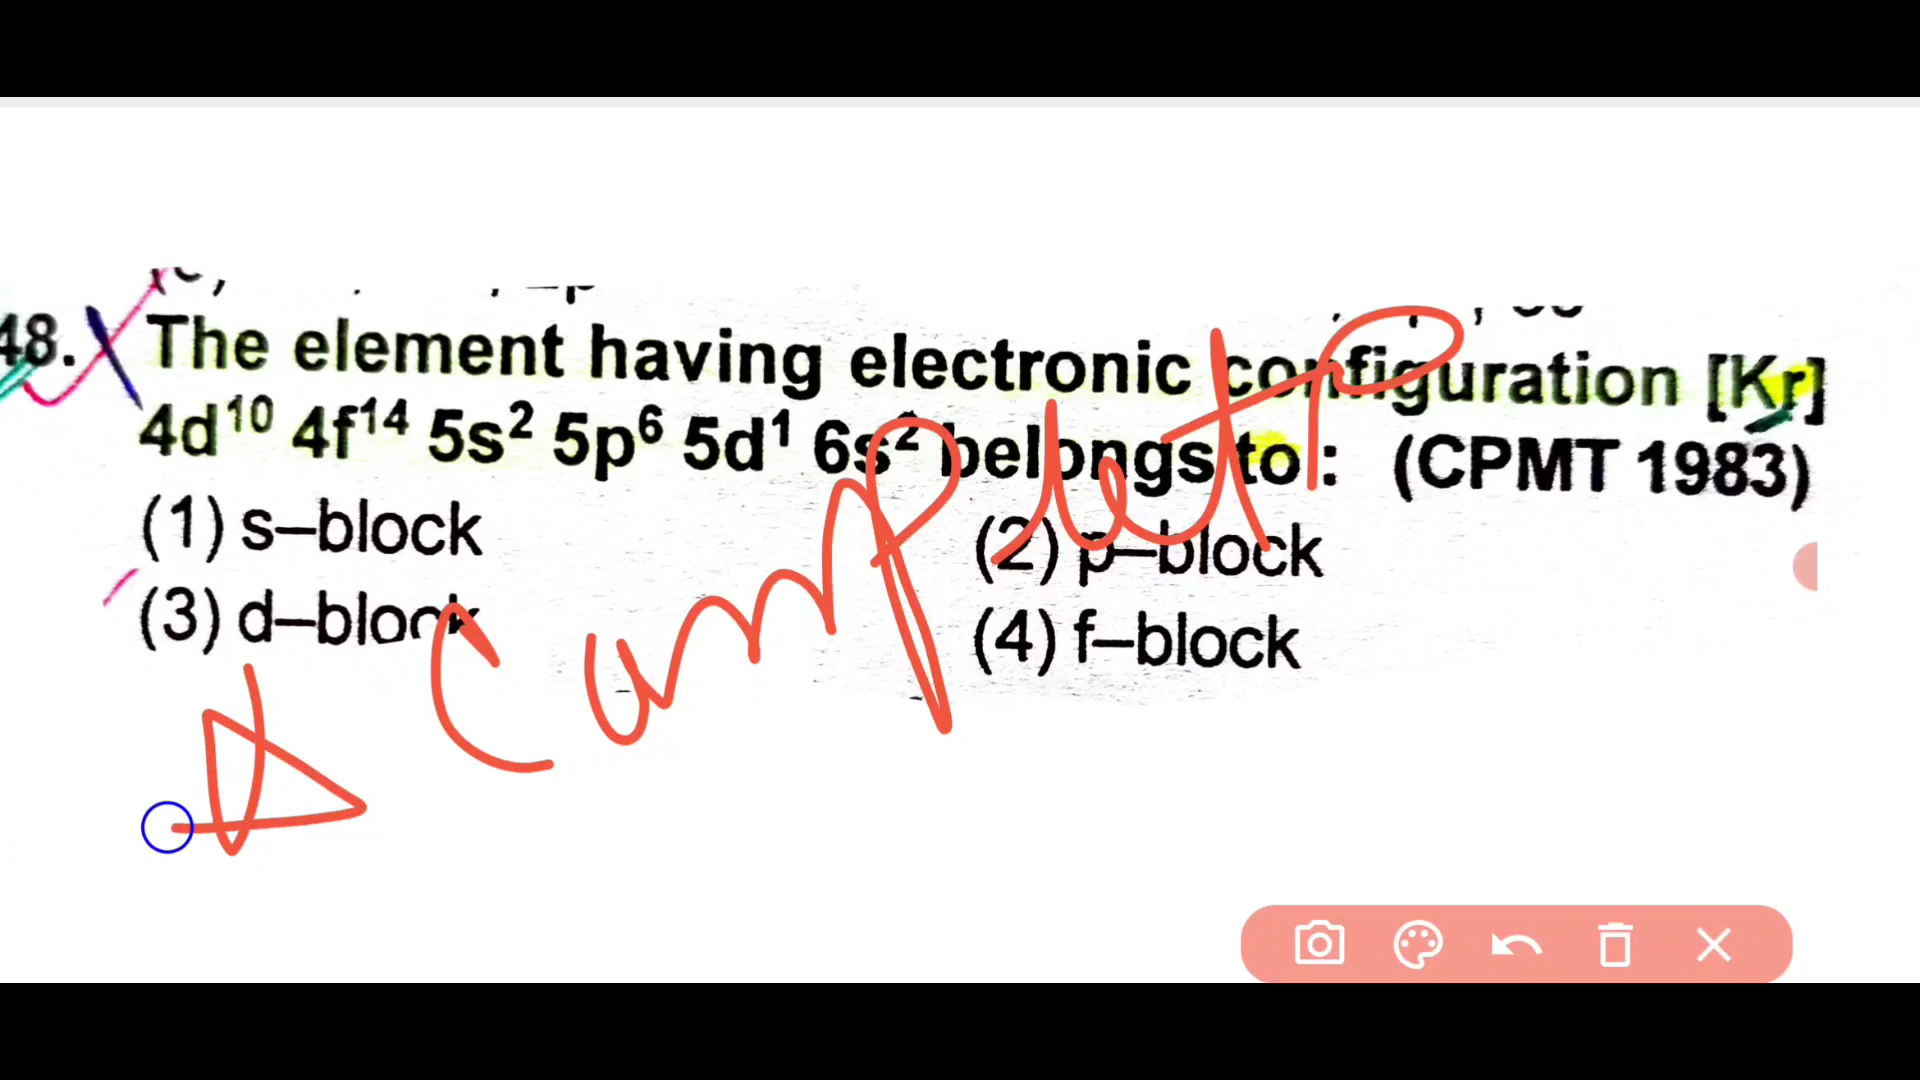 48. The element having electronic configuration [Kr]
4d¹⁰ 4f¹⁴ 5s² 5p⁶ 5d¹ 6s² belongs to : (CPMT 1983)
(1) s–block (2) p–block
(3) d–block (4) f–block